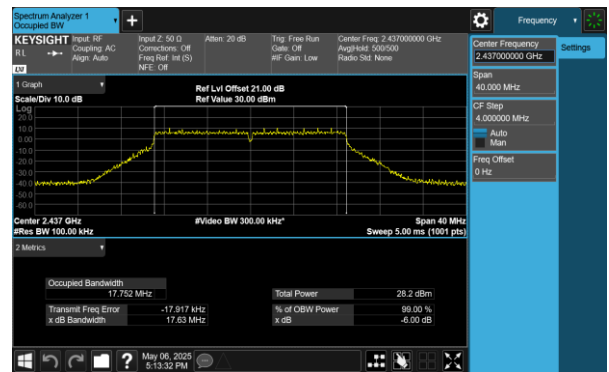 Spectrum Analyzer 1
Occupied BW
Frequency
KEYSIGHT
RL
LW
Input: RF
Coupling: AC
Align: Auto
Input Z: 50 Ω
Corrections: Off
Freq Ref: Int (S)
NFE: Off
Atten: 20 dB
Trig: Free Run
Gate: Off
#IF Gain: Low
Center Freq: 2.437000000 GHz
Avg|Hold: 500/500
Radio Std: None
Center Frequency
2.437000000 GHz
Settings
Span
40.000 MHz
CF Step
4.000000 MHz
Auto
Man
Freq Offset
0 Hz
1 Graph
Scale/Div 10.0 dB
Ref Lvl Offset 21.00 dB
Ref Value 30.00 dBm
Log
20.0
10.0
0.00
-10.0
-20.0
-30.0
-40.0
-50.0
-60.0
Center 2.437 GHz
#Video BW 300.00 kHz*
Span 40 MHz
#Res BW 100.00 kHz
Sweep 5.00 ms (1001 pts)
2 Metrics
Occupied Bandwidth
17.752 MHz
Total Power 28.2 dBm
Transmit Freq Error -17.917 kHz
% of OBW Power 99.00 %
x dB Bandwidth 17.63 MHz
x dB -6.00 dB
?
May 06, 2025
5:13:32 PM